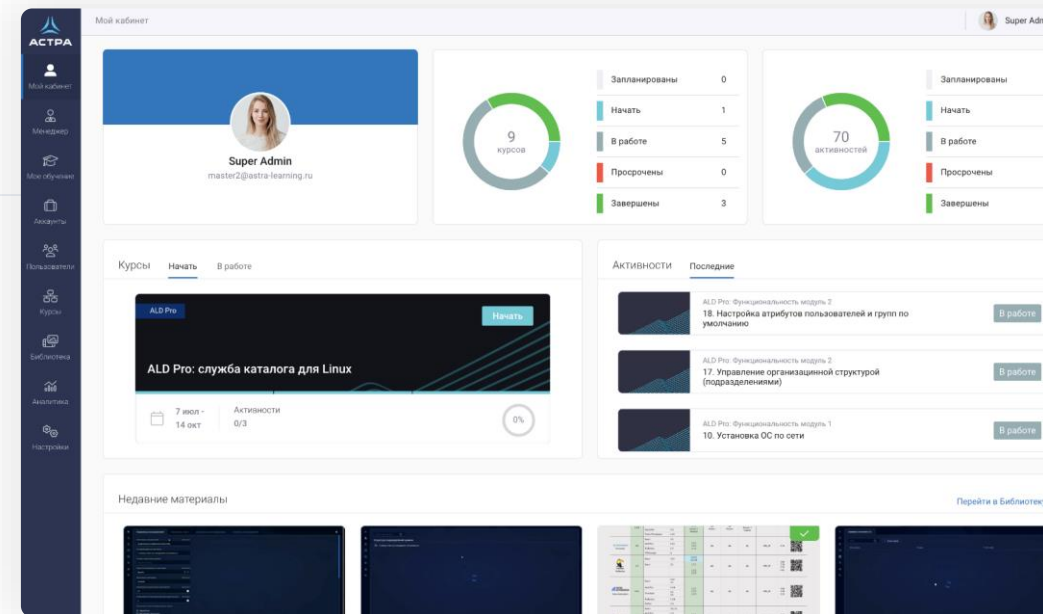 АСТРА
Мой кабинет
Менеджер
Мое обучение
Аккаунты
Пользователи
Курсы
Библиотека
Аналитика
Настройки
Мой кабинет
Super Adm
Super Admin
master2@astra-learning.ru
9
курсов
Запланированы 0
Начать 1
В работе 5
Просрочены 0
Завершены 3
70
активностей
Запланированы
Начать
В работе
Просрочены
Завершены
Курсы Начать В работе
ALD Pro
Начать
ALD Pro: служба каталога для Linux
7 июл -
14 окт
Активности
0/3
0%
Активности Последние
ALD Pro: Функциональность модуль 2
18. Настройка атрибутов пользователей и групп по
умолчанию
В работе
ALD Pro: Функциональность модуль 2
17. Управление организацинной структурой
(подразделениями)
В работе
ALD Pro: Функциональность модуль 1
10. Установка ОС по сети
В работе
Недавние материалы
Перейти в Библиотеку